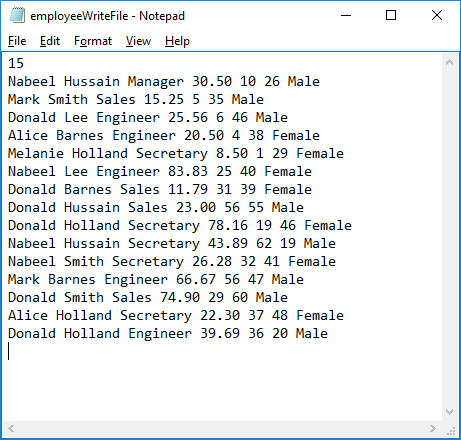 employeeWriteFile - Notepad
File Edit Format View Help
15
Nabeel Hussain Manager 30.50 10 26 Male
Mark Smith Sales 15.25 5 35 Male
Donald Lee Engineer 25.56 6 46 Male
Alice Barnes Engineer 20.50 4 38 Female
Melanie Holland Secretary 8.50 1 29 Female
Nabeel Lee Engineer 83.83 25 40 Female
Donald Barnes Sales 11.79 31 39 Female
Donald Hussain Sales 23.00 56 55 Male
Donald Holland Secretary 78.16 19 46 Female
Nabeel Hussain Secretary 43.89 62 19 Male
Nabeel Smith Secretary 26.28 32 41 Female
Mark Barnes Engineer 66.67 56 47 Male
Donald Smith Sales 74.90 29 60 Male
Alice Holland Secretary 22.30 37 48 Female
Donald Holland Engineer 39.69 36 20 Male